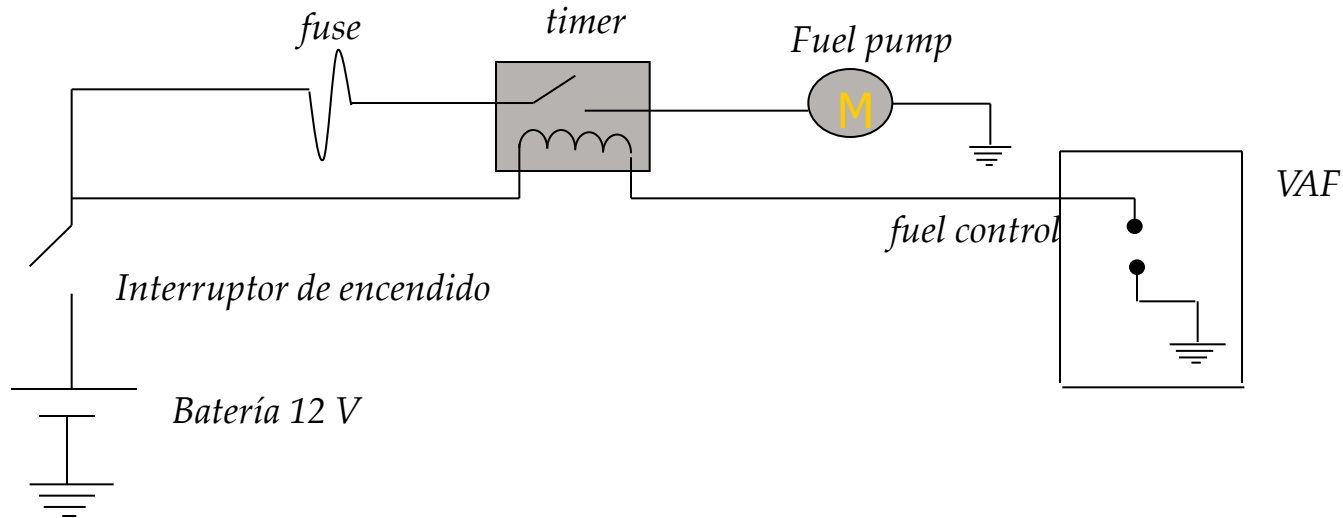 fuse
timer
Fuel pump
M
VAF
fuel control
Interruptor de encendido
Batería 12 V